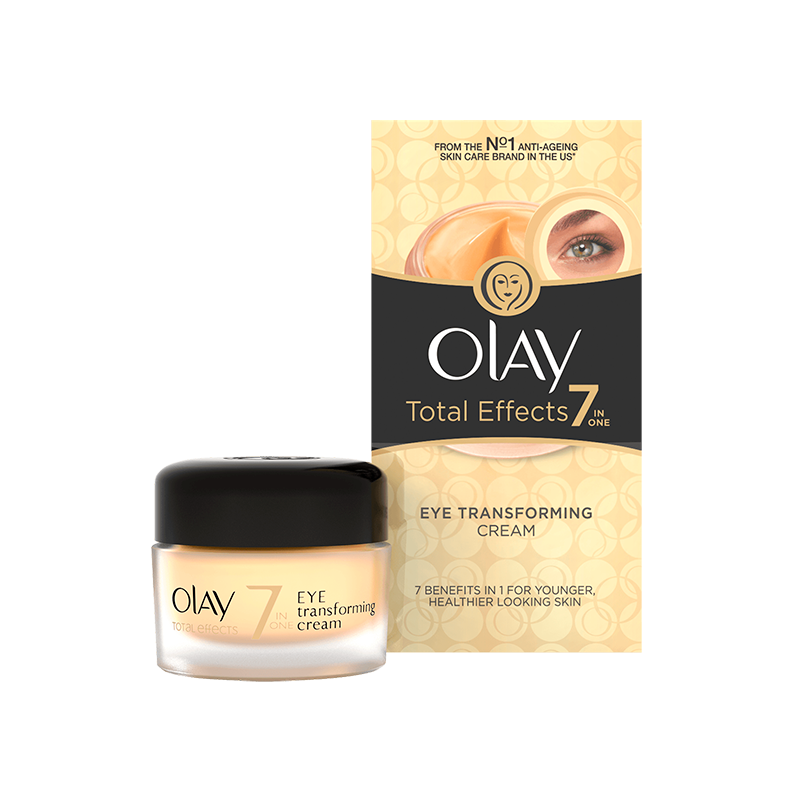 FROM THE Nº1 ANTI-AGEING
SKIN CARE BRAND IN THE US*
OLAY
Total Effects 7 IN ONE
EYE TRANSFORMING
CREAM
7 BENEFITS IN 1 FOR YOUNGER,
HEALTHIER LOOKING SKIN
OLAY
TOTAL EFFECTS
7 IN ONE
EYE
transforming
cream